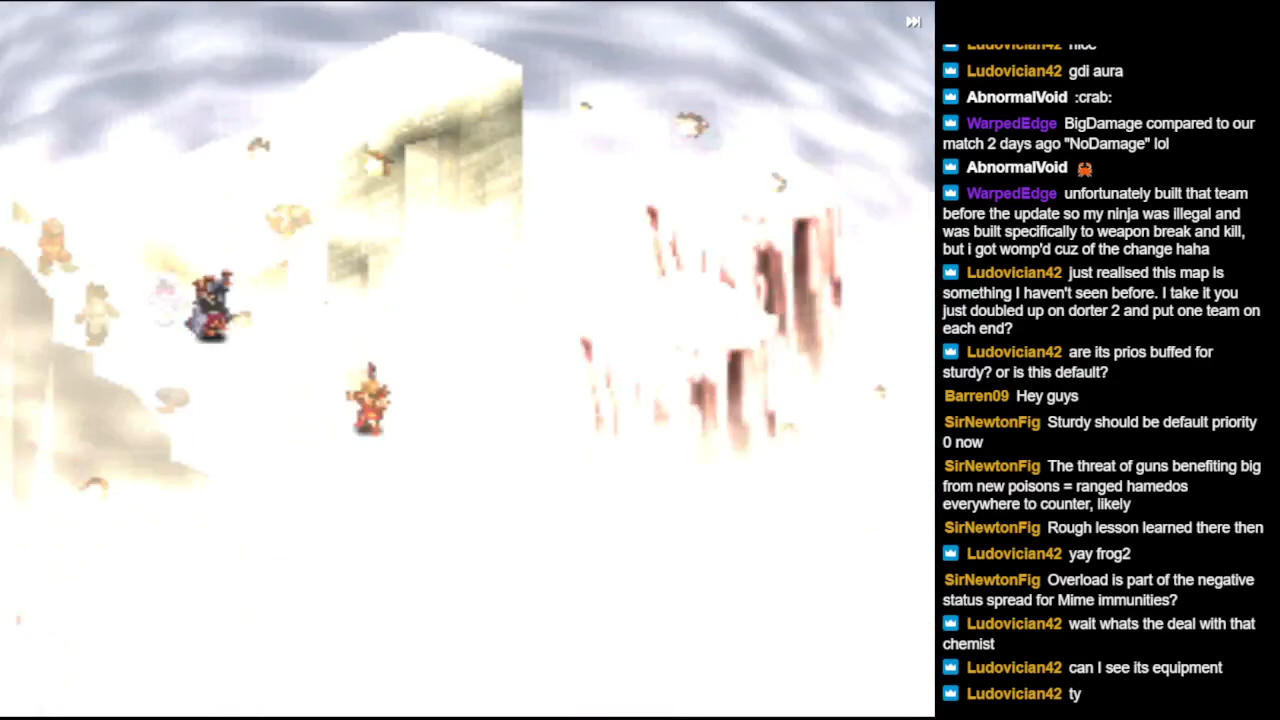 Ludovician42 nice
Ludovician42 gdi aura
AbnormalVoid :crab:
WarpedEdge BigDamage compared to our
match 2 days ago "NoDamage" lol
AbnormalVoid
WarpedEdge unfortunately built that team
before the update so my ninja was illegal and
was built specifically to weapon break and kill,
but i got womp'd cuz of the change haha
Ludovician42 just realised this map is
something I haven't seen before. I take it you
just doubled up on dorter 2 and put one team on
each end?
Ludovician42 are its prios buffed for
sturdy? or is this default?
Barren09 Hey guys
SirNewtonFig Sturdy should be default priority
0 now
SirNewtonFig The threat of guns benefiting big
from new poisons = ranged hamedos
everywhere to counter, likely
SirNewtonFig Rough lesson learned there then
Ludovician42 yay frog2
SirNewtonFig Overload is part of the negative
status spread for Mime immunities?
Ludovician42 wait whats the deal with that
chemist
Ludovician42 can I see its equipment
Ludovician42 ty